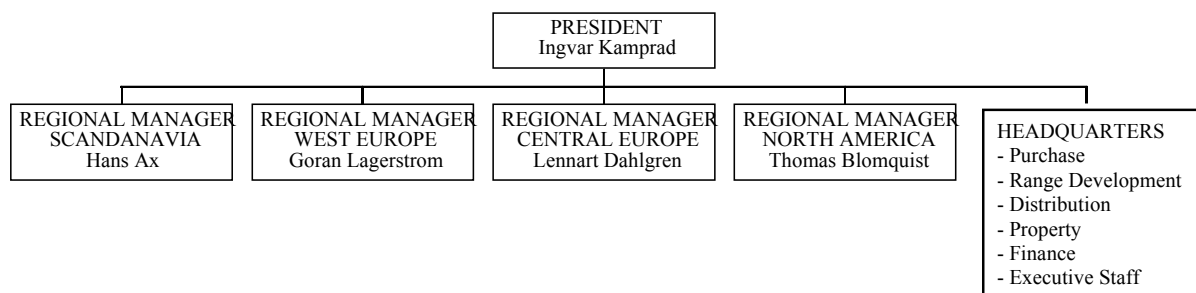 PRESIDENT
Ingvar Kamprad
REGIONAL MANAGER
SCANDANAVIA
Hans Ax
REGIONAL MANAGER
WEST EUROPE
Goran Lagerstrom
REGIONAL MANAGER
CENTRAL EUROPE
Lennart Dahlgren
REGIONAL MANAGER
NORTH AMERICA
Thomas Blomquist
HEADQUARTERS
- Purchase
- Range Development
- Distribution
- Property
- Finance
- Executive Staff